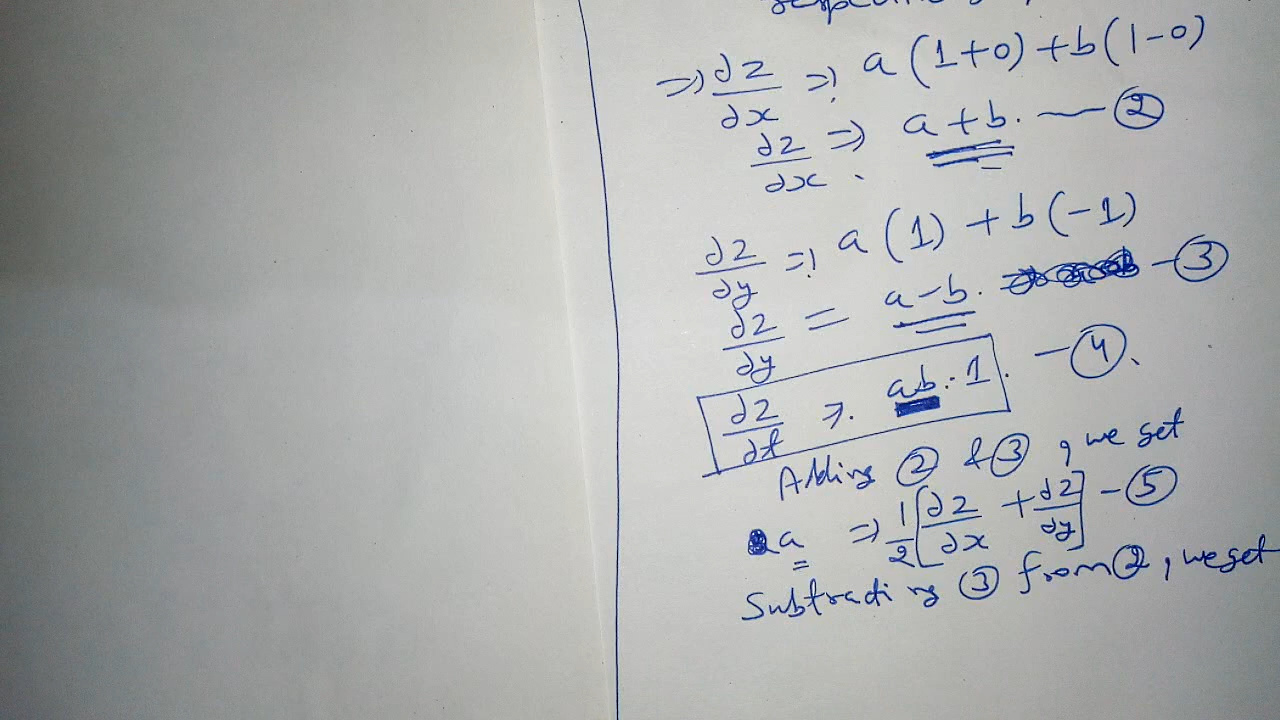 => ∂z/∂x => a (1+0) + b (1-0)
∂z/∂x => a + b. — ②
∂z/∂y => a (1) + b (-1)
∂z/∂y = a - b. — ③
∂z/∂t => ab . 1. — ④.
Adding ② & ③, we get
a => 1/2 [∂z/∂x + ∂z/∂y] — ⑤
Subtracting ③ from ②, we get